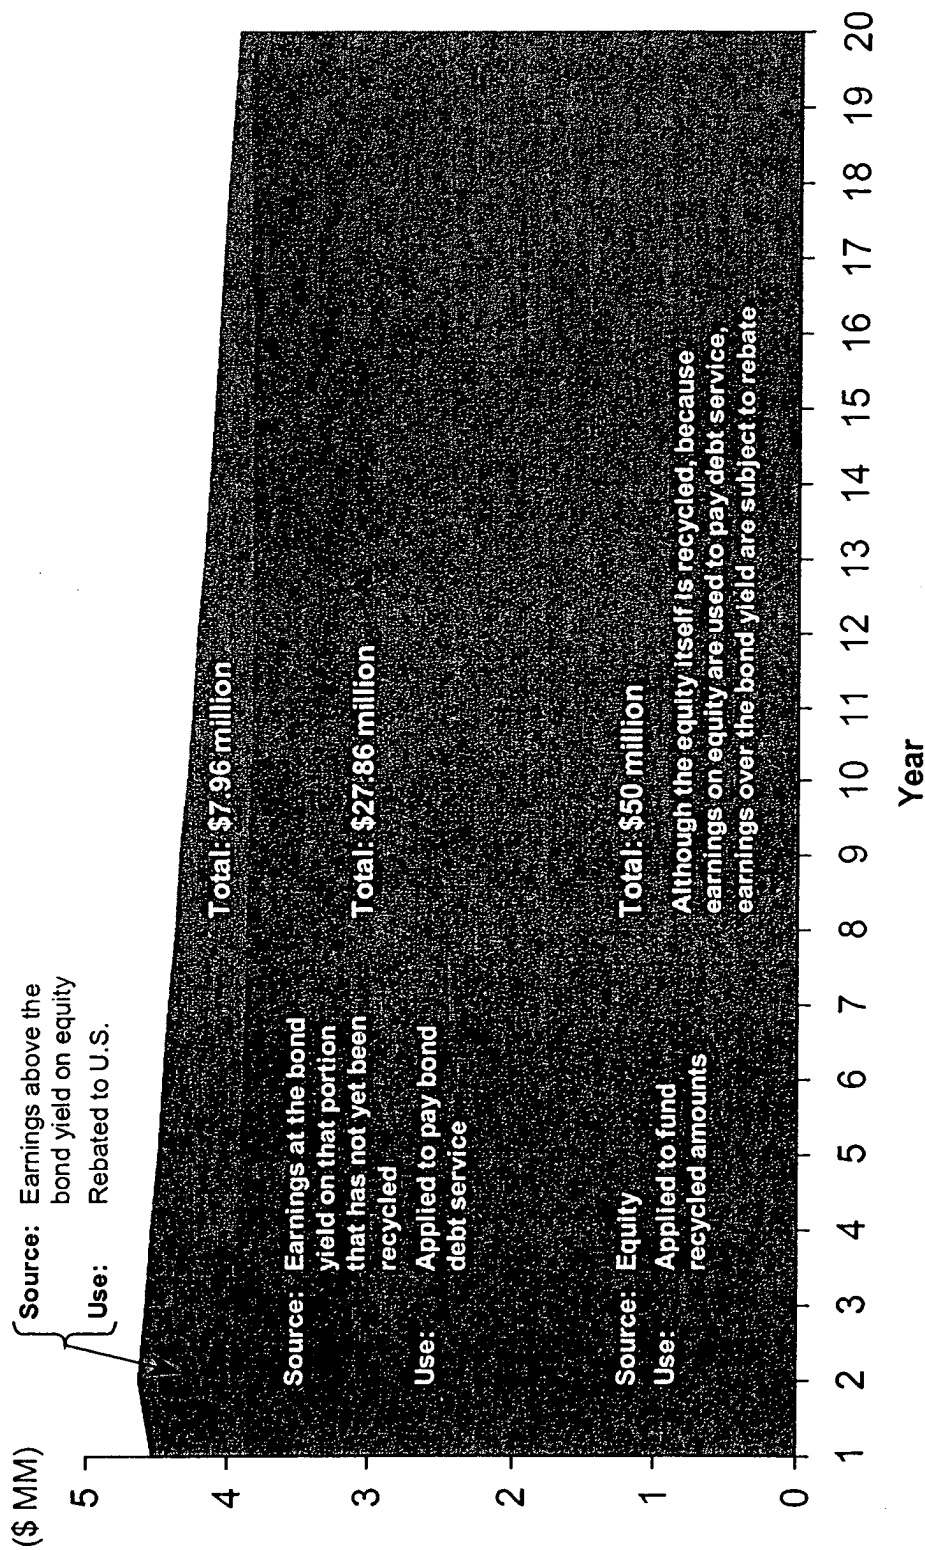 ($ MM)
Source: Earnings above the
bond yield on equity
Use: Rebated to U.S.
5
4
3
2
1
0
Total: $7.96 million
Source: Earnings at the bond
yield on that portion
that has not yet been
recycled
Use: Applied to pay bond
debt service
Total: $27.86 million
Source: Equity
Use: Applied to fund
recycled amounts
Total: $50 million
Although the equity itself is recycled, because
earnings on equity are used to pay debt service,
earnings over the bond yield are subject to rebate
1 2 3 4 5 6 7 8 9 10 11 12 13 14 15 16 17 18 19 20
Year